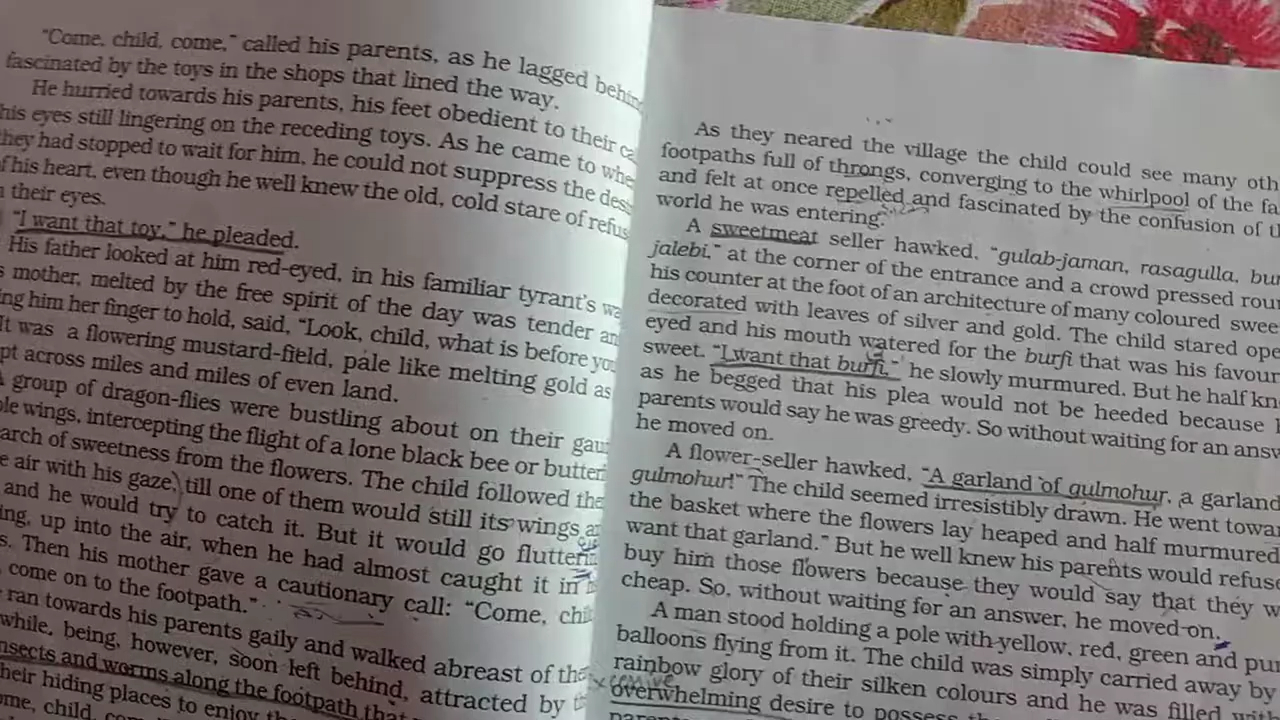 "Come, child, come," called his parents, as he lagged behin
fascinated by the toys in the shops that lined the way.
He hurried towards his parents, his feet obedient to their ca
his eyes still lingering on the receding toys. As he came to whe
they had stopped to wait for him, he could not suppress the des
of his heart, even though he well knew the old, cold stare of refus
their eyes.
"I want that toy," he pleaded.
His father looked at him red-eyed, in his familiar tyrant's wa
mother, melted by the free spirit of the day was tender an
ing him her finger to hold, said, "Look, child, what is before you
It was a flowering mustard-field, pale like melting gold as
pt across miles and miles of even land.
A group of dragon-flies were bustling about on their gau
ple wings, intercepting the flight of a lone black bee or butter
arch of sweetness from the flowers. The child followed the
e air with his gaze, till one of them would still its wings a
and he would try to catch it. But it would go flutteri
ing, up into the air, when he had almost caught it in
s. Then his mother gave a cautionary call: "Come, chi
come on to the footpath."
ran towards his parents gaily and walked abreast of the
while, being, however, soon left behind, attracted by t
nsects and worms along the footpath that
heir hiding places to enjoy the
ome, child,
As they neared the village the child could see many oth
footpaths full of throngs, converging to the whirlpool of the fa
and felt at once repelled and fascinated by the confusion of t
world he was entering.
A sweetmeat seller hawked, "gulab-jaman, rasagulla, bur
jalebi," at the corner of the entrance and a crowd pressed rou
his counter at the foot of an architecture of many coloured swee
decorated with leaves of silver and gold. The child stared ope
eyed and his mouth watered for the burfi that was his favour
sweet. "I want that burfi," he slowly murmured. But he half kn
as he begged that his plea would not be heeded because
parents would say he was greedy. So without waiting for an answ
he moved on.
A flower-seller hawked, "A garland of gulmohur, a garland
gulmohur!" The child seemed irresistibly drawn. He went towar
the basket where the flowers lay heaped and half murmured
want that garland." But he well knew his parents would refuse
buy him those flowers because they would say that they w
cheap. So, without waiting for an answer, he moved on.
A man stood holding a pole with yellow, red, green and pur
balloons flying from it. The child was simply carried away by
rainbow glory of their silken colours and he was filled wit
overwhelming desire to possess the